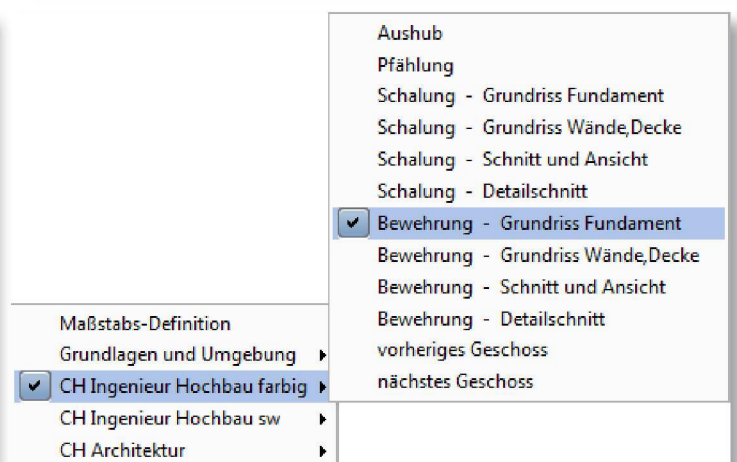 Aushub
Pfählung
Schalung - Grundriss Fundament
Schalung - Grundriss Wände,Decke
Schalung - Schnitt und Ansicht
Schalung - Detailschnitt
Bewehrung - Grundriss Fundament
Bewehrung - Grundriss Wände,Decke
Bewehrung - Schnitt und Ansicht
Bewehrung - Detailschnitt
vorheriges Geschoss
nächstes Geschoss
Maßstabs-Definition
Grundlagen und Umgebung
CH Ingenieur Hochbau farbig
CH Ingenieur Hochbau sw
CH Architektur